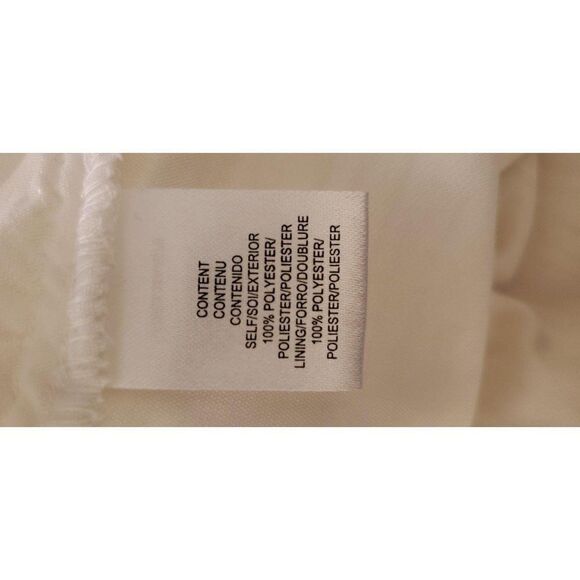 CONTENT
CONTENU
CONTENIDO
SELF/SOI/EXTERIOR
100% POLYESTER/
POLIESTER/POLIESTER
LINING/FORRO/DOUBLURE
100% POLYESTER/
POLIESTER/POLIESTER